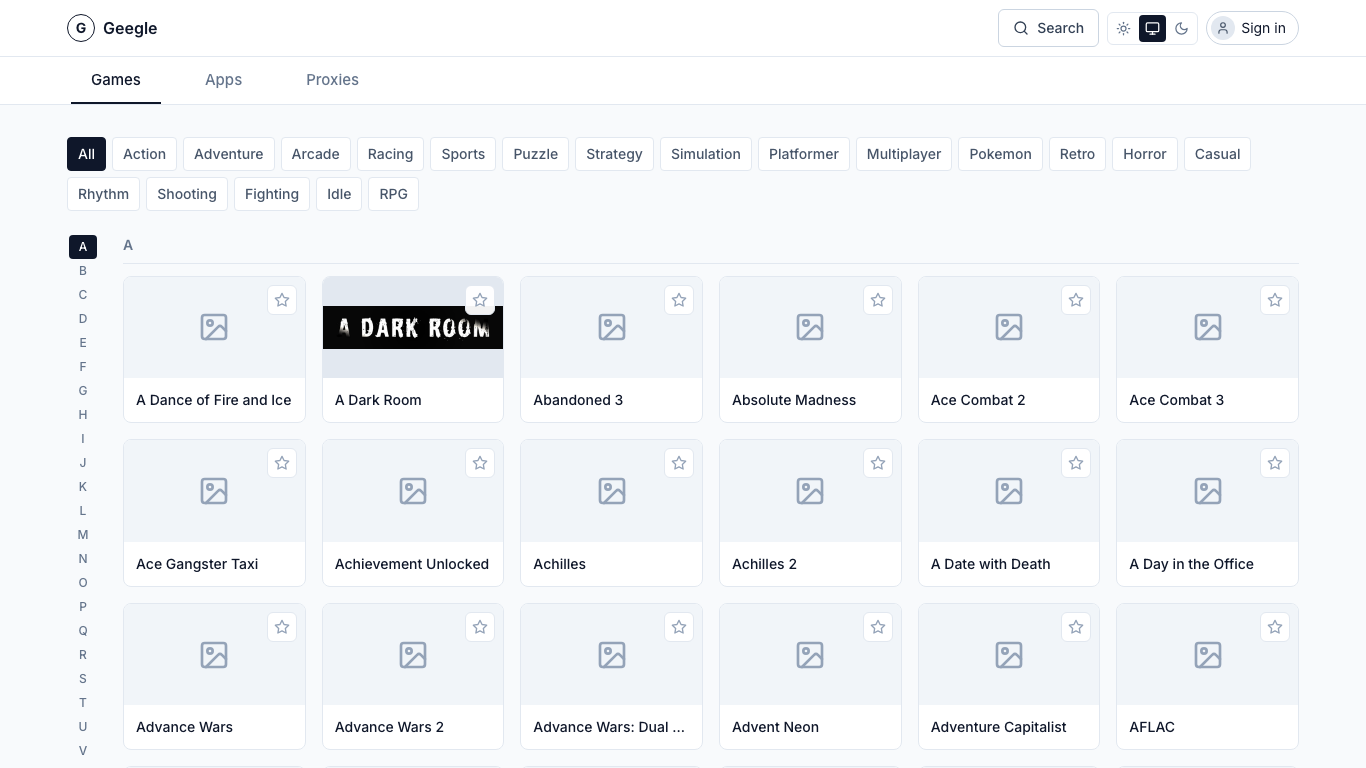 G Geegle
Search
Sign in
Games Apps Proxies
All Action Adventure Arcade Racing Sports Puzzle Strategy Simulation Platformer Multiplayer Pokemon Retro Horror Casual
Rhythm Shooting Fighting Idle RPG
A
B
C
D
E
F
G
H
I
J
K
L
M
N
O
P
Q
R
S
T
U
V
A
A DARK ROOM
A Dance of Fire and Ice A Dark Room Abandoned 3 Absolute Madness Ace Combat 2 Ace Combat 3
Ace Gangster Taxi Achievement Unlocked Achilles Achilles 2 A Date with Death A Day in the Office
Advance Wars Advance Wars 2 Advance Wars: Dual ... Advent Neon Adventure Capitalist AFLAC